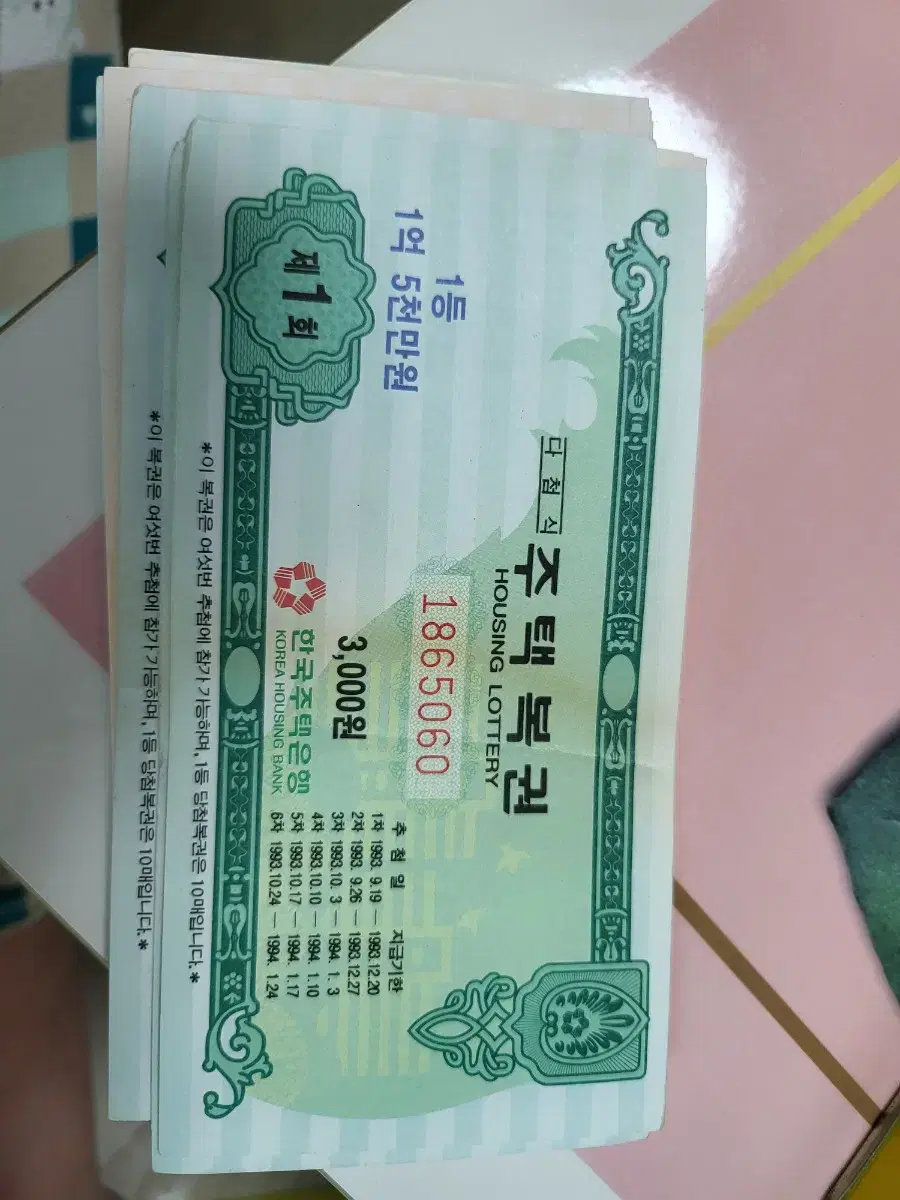 제1회
1등
1억 5천만원
다첨식
주택복권
HOUSING LOTTERY
1865060
3,000원
한국주택은행
KOREA HOUSING BANK
추 첨 일 지급기한
1차 1993. 9.19 — 1993.12.20
2차 1993. 9.26 — 1993.12.27
3차 1993.10. 3 — 1994. 1. 3
4차 1993.10.10 — 1994. 1.10
5차 1993.10.17 — 1994. 1.17
6차 1993.10.24 — 1994. 1.24
*이 복권은 여섯번 추첨에 참가 가능하며, 1등 당첨복권은 10매입니다.*
*이 복권은 여섯번 추첨에 참가 가능하며, 1등 당첨복권은 10매입니다.*